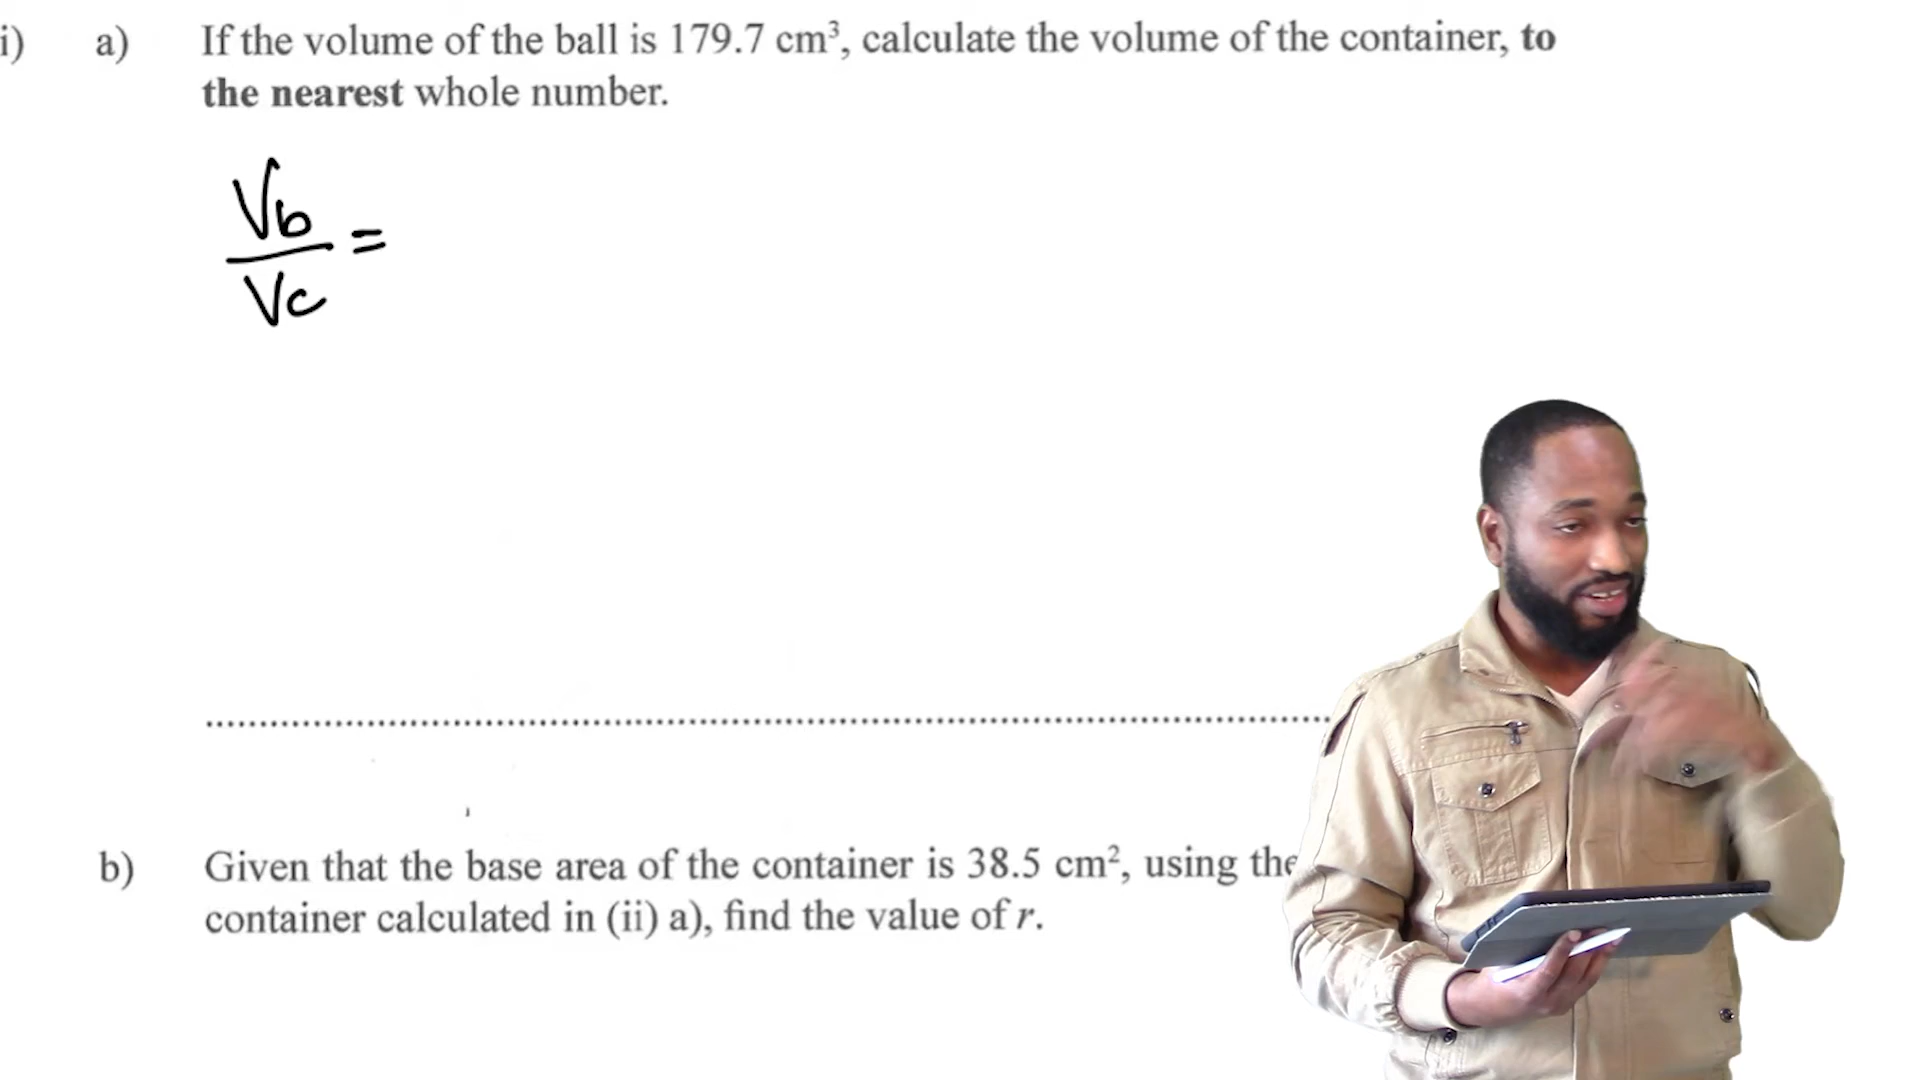 i) a) If the volume of the ball is 179.7 cm³, calculate the volume of the container, to
the nearest whole number.
Vb
=
Vc
b) Given that the base area of the container is 38.5 cm², using the
container calculated in (ii) a), find the value of r.